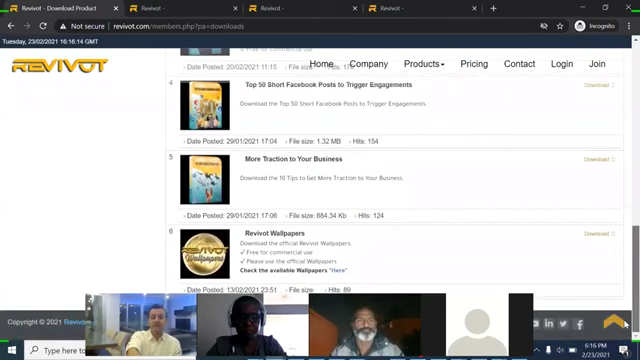 Revivot - Download Product
Revivot -
Revivot -
Revivot -
Not secure | revivot.com/members.php?pa=downloads
Incognito
Tuesday, 23/02/2021 16:16:14 GMT
REVIVOT
Home Company Products Pricing Contact Login Join
✓ Free for commercial use
› Date Posted: 20/02/2021 11:15 › File size:
4 Top 50 Short Facebook Posts to Trigger Engagements Download
Download the Top 50 Short Facebook Posts to Trigger Engagements.
› Date Posted: 29/01/2021 17:04 › File size: 1.32 MB › Hits: 154
5 More Traction to Your Business Download
Download the 10 Tips to Get More Traction to Your Business.
› Date Posted: 29/01/2021 17:06 › File size: 884.34 Kb › Hits: 124
6 Revivot Wallpapers Download
REVIVOT
Wallpapers
Download the official Revivot Wallpapers.
✓ Free for commercial use
✓ Please use the official Wallpapers
Check the available Wallpapers "Here"
› Date Posted: 13/02/2021 23:51 › File size: Hits: 89
Copyright © 2021 Revivo
Type here to
6:16 PM
2/23/2021